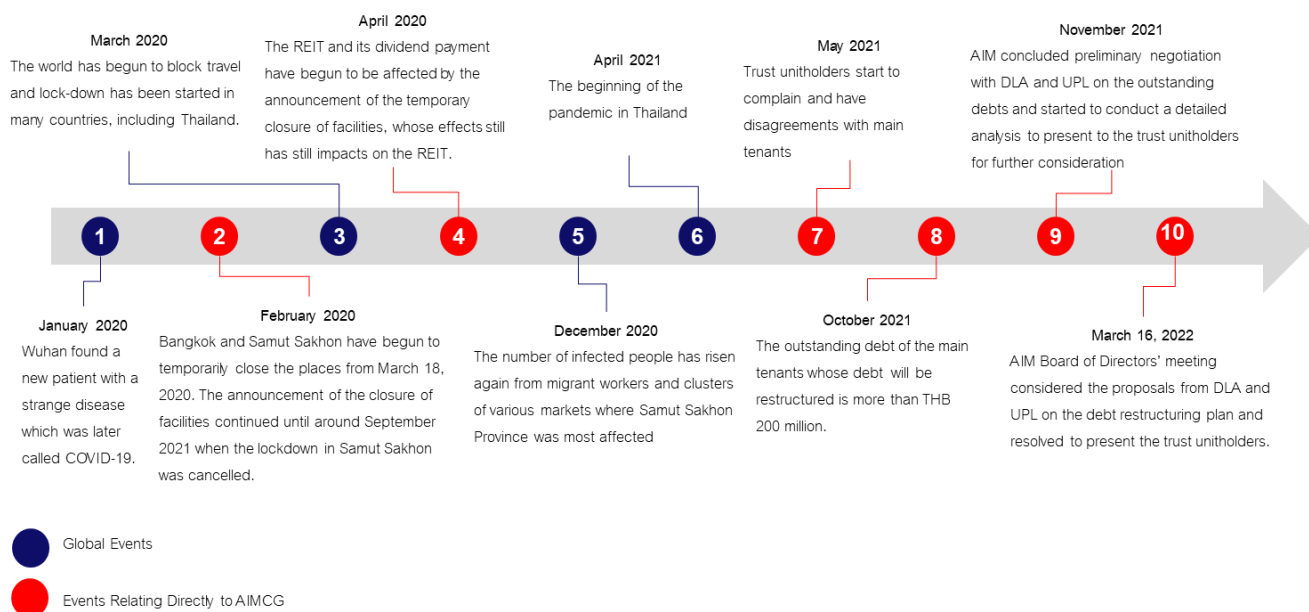 March 2020
The world has begun to block travel
and lock-down has been started in
many countries, including Thailand.
April 2020
The REIT and its dividend payment
have begun to be affected by the
announcement of the temporary
closure of facilities, whose effects still
has still impacts on the REIT.
April 2021
The beginning of the
pandemic in Thailand
May 2021
Trust unitholders start to
complain and have
disagreements with main
tenants
November 2021
AIM concluded preliminary negotiation
with DLA and UPL on the outstanding
debts and started to conduct a detailed
analysis to present to the trust unitholders
for further consideration
1
2
3
4
5
6
7
8
9
10
January 2020
Wuhan found a
new patient with a
strange disease
which was later
called COVID-19.
February 2020
Bangkok and Samut Sakhon have begun to
temporarily close the places from March 18,
2020. The announcement of the closure of
facilities continued until around September
2021 when the lockdown in Samut Sakhon
was cancelled.
December 2020
The number of infected people has risen
again from migrant workers and clusters
of various markets where Samut Sakhon
Province was most affected
October 2021
The outstanding debt of the main
tenants whose debt will be
restructured is more than THB
200 million.
March 16, 2022
AIM Board of Directors' meeting
considered the proposals from DLA and
UPL on the debt restructuring plan and
resolved to present the trust unitholders.
Global Events
Events Relating Directly to AIMCG